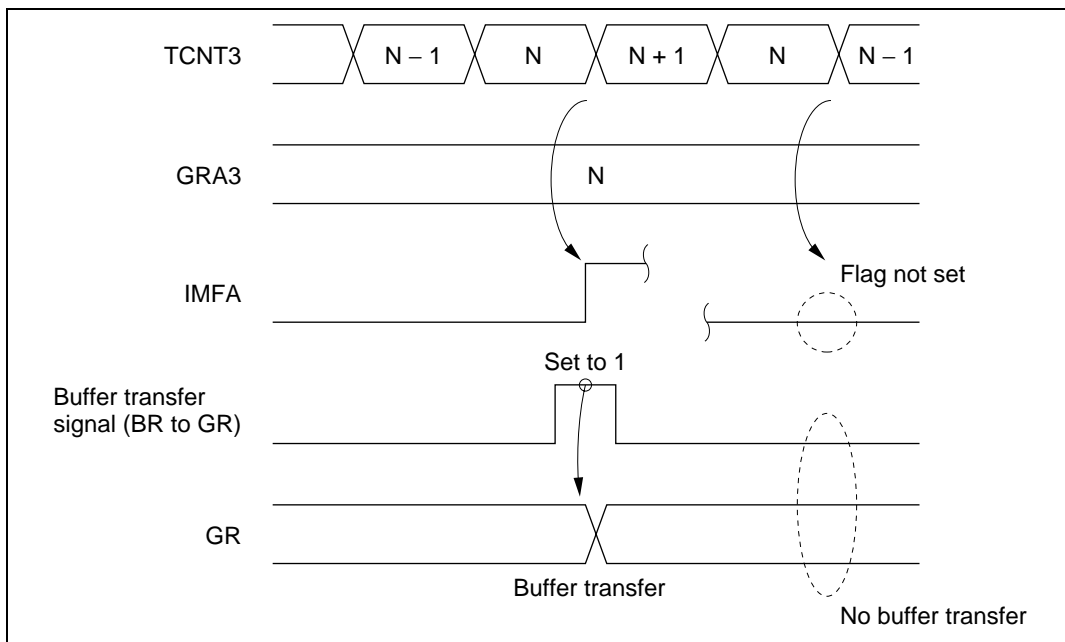 TCNT3
N – 1
N
N + 1
N
N – 1
GRA3
N
IMFA
Flag not set
Set to 1
Buffer transfer
signal (BR to GR)
GR
Buffer transfer
No buffer transfer